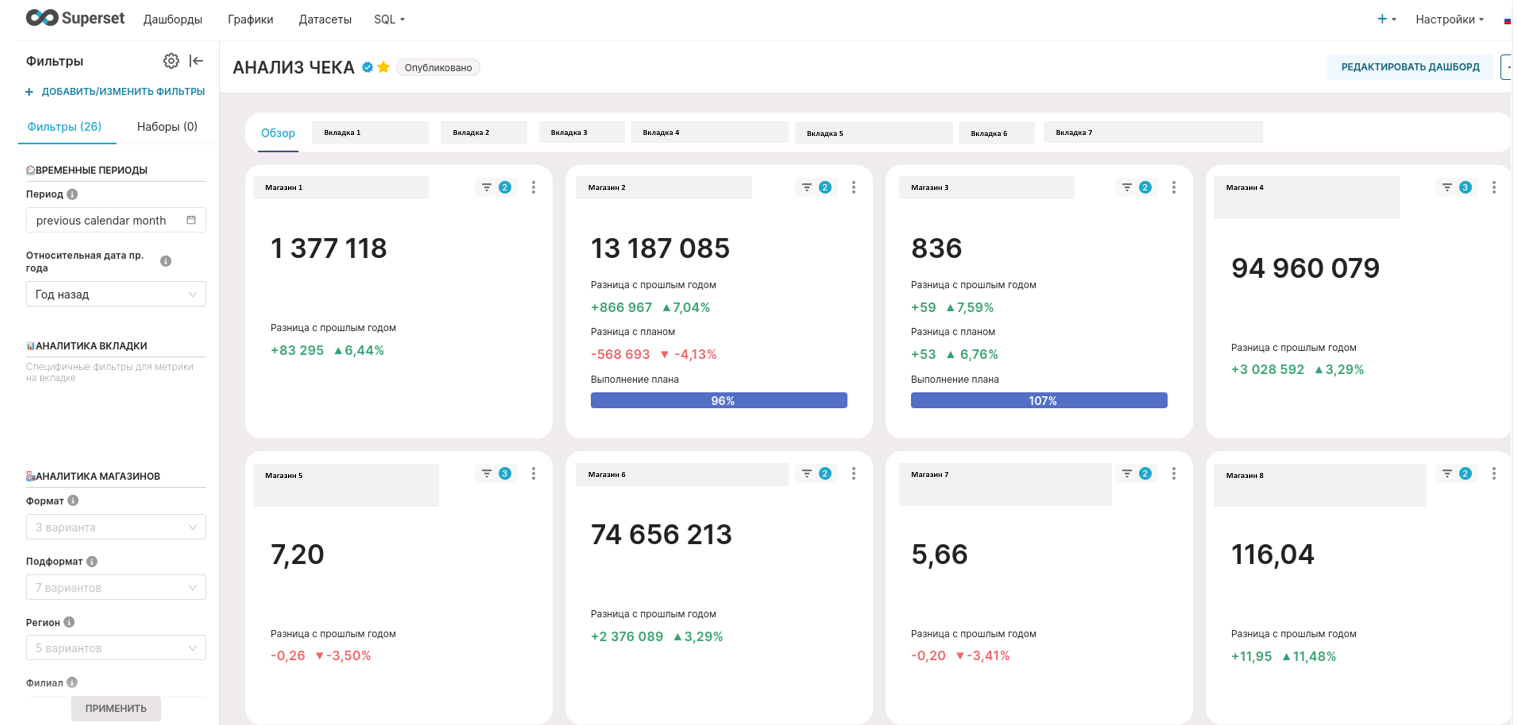 Superset
Дашборды
Графики
Датасеты
SQL
+
Настройки
Фильтры
+ ДОБАВИТЬ/ИЗМЕНИТЬ ФИЛЬТРЫ
Фильтры (26)
Наборы (0)
ВРЕМЕННЫЕ ПЕРИОДЫ
Период
previous calendar month
Относительная дата пр.
года
Год назад
АНАЛИТИКА ВКЛАДКИ
Специфичные фильтры для метрики
на вкладке
АНАЛИТИКА МАГАЗИНОВ
Формат
3 варианта
Подформат
7 вариантов
Регион
5 вариантов
Филиал
ПРИМЕНИТЬ
АНАЛИЗ ЧЕКА
Опубликовано
РЕДАКТИРОВАТЬ ДАШБОРД
Обзор
Вкладка 1
Вкладка 2
Вкладка 3
Вкладка 4
Вкладка 5
Вкладка 6
Вкладка 7
Магазин 1
2
1 377 118
Разница с прошлым годом
+83 295 ▲6,44%
Магазин 2
2
13 187 085
Разница с прошлым годом
+866 967 ▲7,04%
Разница с планом
-568 693 ▼ -4,13%
Выполнение плана
96%
Магазин 3
2
836
Разница с прошлым годом
+59 ▲7,59%
Разница с планом
+53 ▲ 6,76%
Выполнение плана
107%
Магазин 4
3
94 960 079
Разница с прошлым годом
+3 028 592 ▲3,29%
Магазин 5
3
7,20
Разница с прошлым годом
-0,26 ▼-3,50%
Магазин 6
2
74 656 213
Разница с прошлым годом
+2 376 089 ▲3,29%
Магазин 7
2
5,66
Разница с прошлым годом
-0,20 ▼-3,41%
Магазин 8
2
116,04
Разница с прошлым годом
+11,95 ▲11,48%